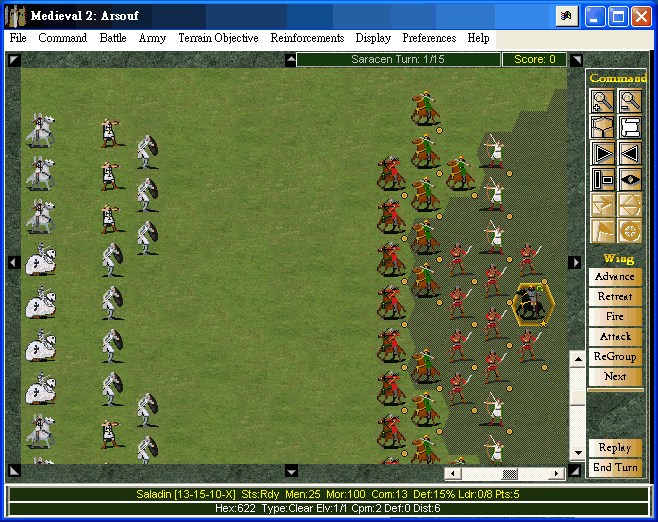 Medieval 2: Arsouf
File Command Battle Army Terrain Objective Reinforcements Display Preferences Help
Saracen Turn: 1/15 Score: 0
Command
Wing
Advance
Retreat
Fire
Attack
ReGroup
Next
Replay
End Turn
Saladin [13-15-10-X] Sts:Rdy Men:25 Mor:100 Com:13 Def:15% Ldr:0/8 Pts:5
Hex:622 Type:Clear Elv:1/1 Cpm:2 Def:0 Dist:6